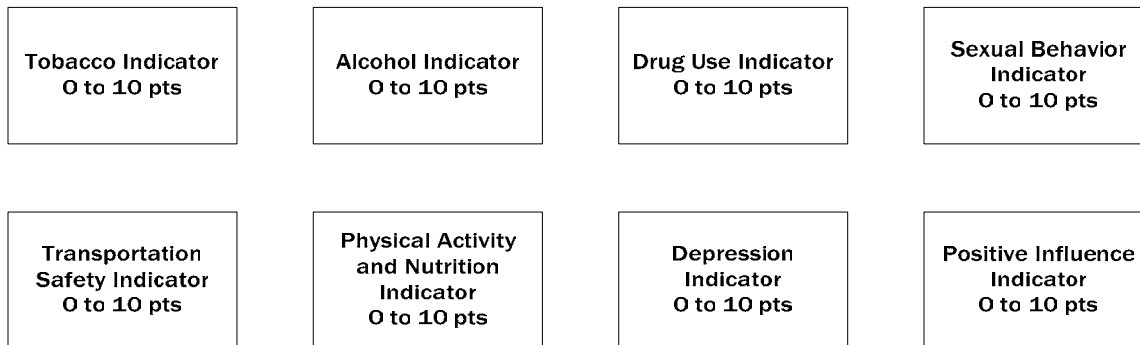 Tobacco Indicator
0 to 10 pts
Alcohol Indicator
0 to 10 pts
Drug Use Indicator
0 to 10 pts
Sexual Behavior
Indicator
0 to 10 pts
Transportation
Safety Indicator
0 to 10 pts
Physical Activity
and Nutrition
Indicator
0 to 10 pts
Depression
Indicator
0 to 10 pts
Positive Influence
Indicator
0 to 10 pts